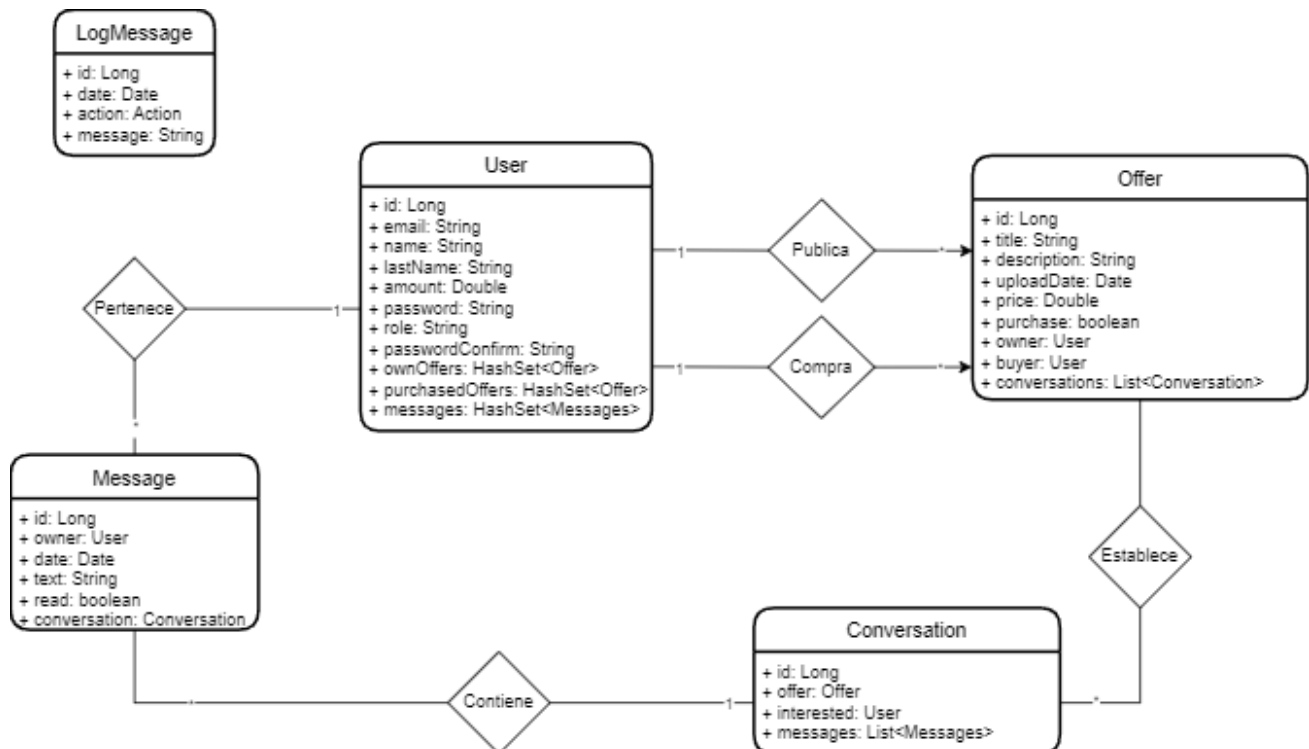 LogMessage
+ id: Long
+ date: Date
+ action: Action
+ message: String
User
+ id: Long
+ email: String
+ name: String
+ lastName: String
+ amount: Double
+ password: String
+ role: String
+ passwordConfirm: String
+ ownOffers: HashSet<Offer>
+ purchasedOffers: HashSet<Offer>
+ messages: HashSet<Messages>
1
Publica
*
1
Compra
*
Offer
+ id: Long
+ title: String
+ description: String
+ uploadDate: Date
+ price: Double
+ purchase: boolean
+ owner: User
+ buyer: User
+ conversations: List<Conversation>
Pertenece
1
*
Message
+ id: Long
+ owner: User
+ date: Date
+ text: String
+ read: boolean
+ conversation: Conversation
Establece
*
Contiene
*
1
Conversation
+ id: Long
+ offer: Offer
+ interested: User
+ messages: List<Messages>